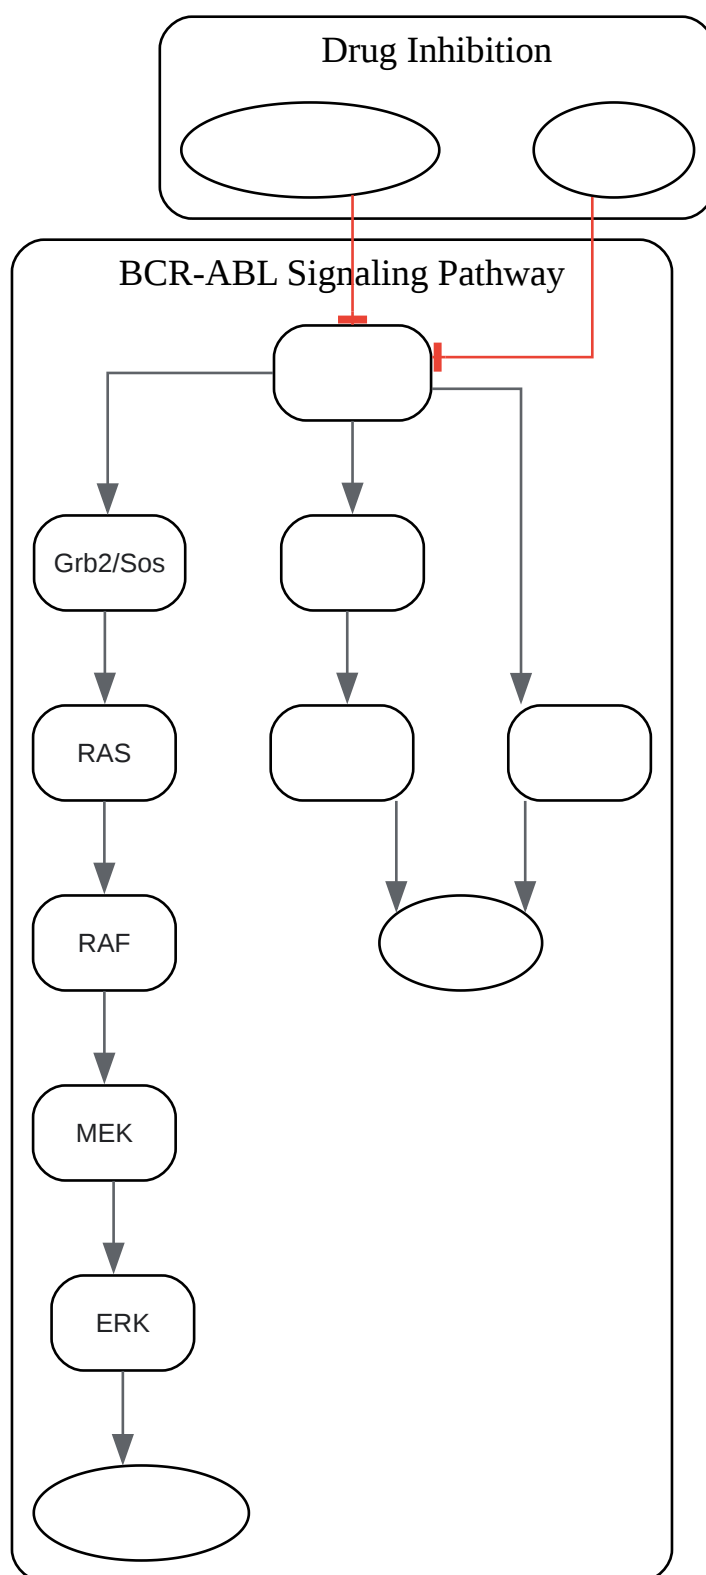 Drug Inhibition
BCR-ABL Signaling Pathway
Grb2/Sos
RAS
RAF
MEK
ERK